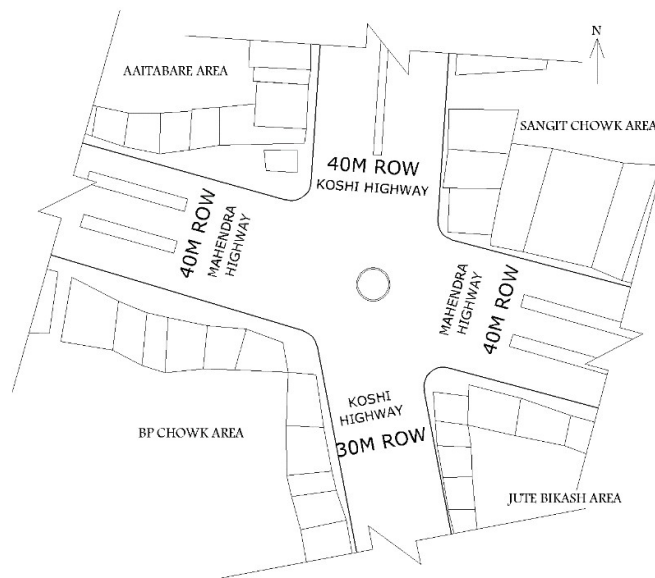 N
AAITABARE AREA
SANGIT CHOWK AREA
40M ROW
KOSHI HIGHWAY
40M ROW
MAHENDRA
HIGHWAY
MAHENDRA
HIGHWAY
40M ROW
KOSHI
HIGHWAY
30M ROW
BP CHOWK AREA
JUTE BIKASH AREA